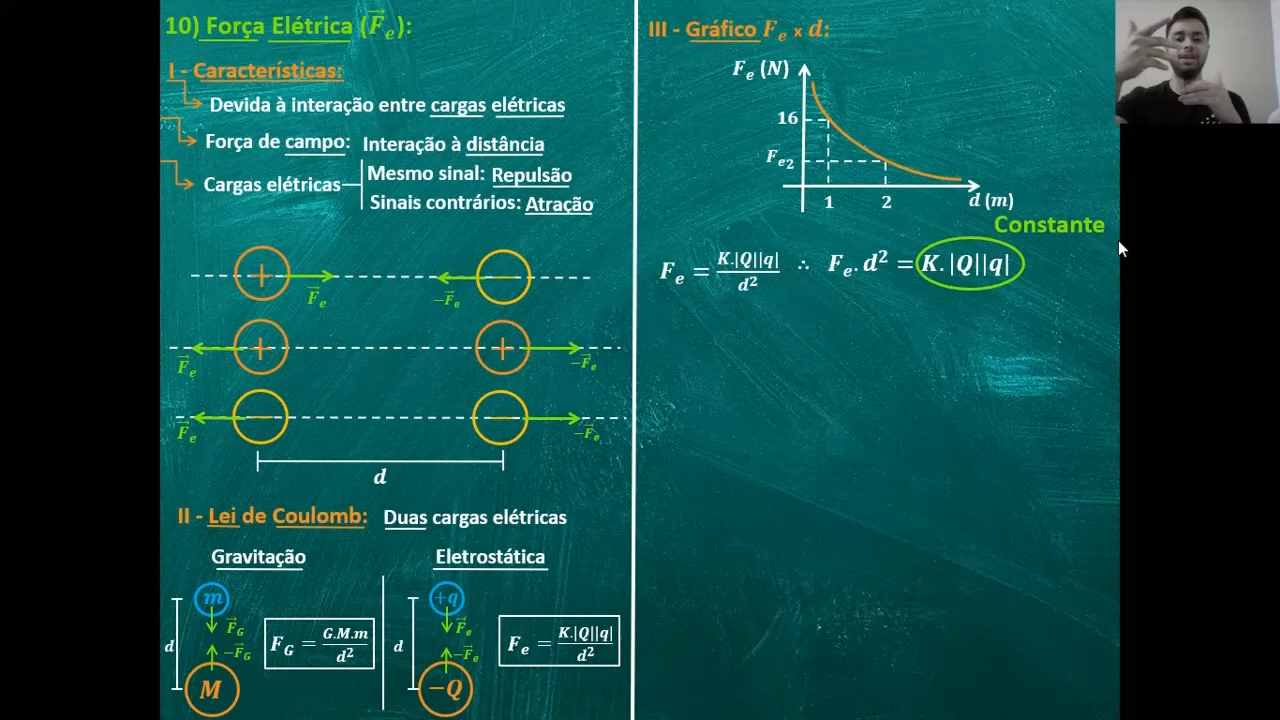 10) Força Elétrica (F⃗e):
I - Características:
Devida à interação entre cargas elétricas
Força de campo: Interação à distância
Cargas elétricas
Mesmo sinal: Repulsão
Sinais contrários: Atração
+ F⃗e -F⃗e −
F⃗e + + -F⃗e
F⃗e − − -F⃗e
d
II - Lei de Coulomb: Duas cargas elétricas
Gravitação
m
F⃗G
d
-F⃗G
M
FG = G.M.m/d²
Eletrostática
+q
F⃗e
d
-F⃗e
-Q
Fe = K.|Q||q|/d²
III - Gráfico Fe x d:
Fe (N)
16
Fe2
1 2 d (m)
Constante
Fe = K.|Q||q|/d² ∴ Fe.d² = K.|Q||q|